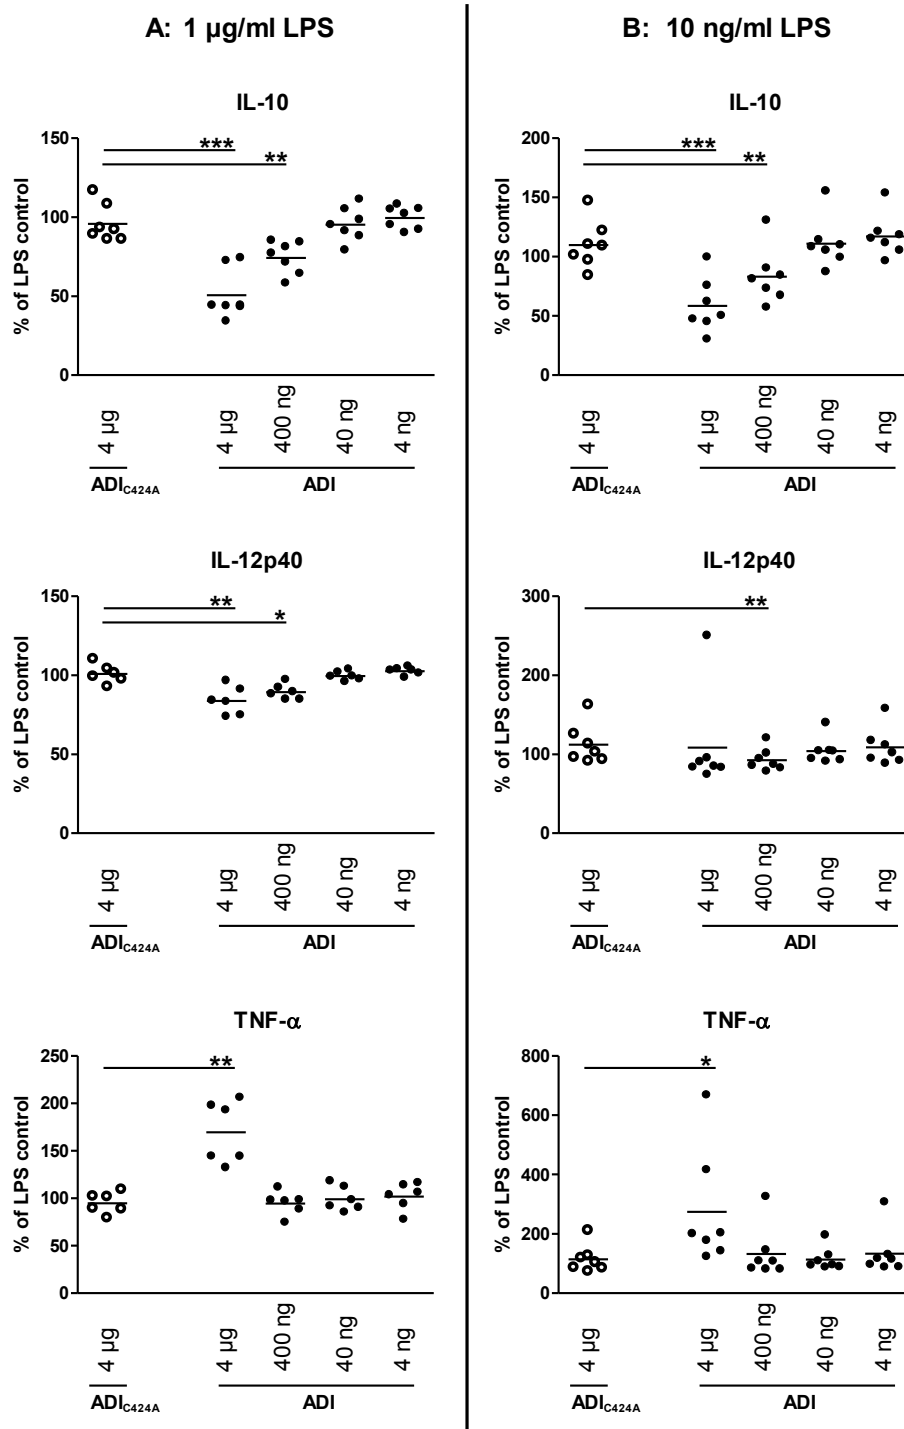 A: 1 µg/ml LPS
IL-10
% of LPS control
150
100
50
0
***
**
4 µg
400 ng
40 ng
4 ng
4 µg
ADI_C424A
ADI
IL-12p40
% of LPS control
150
100
50
0
**
*
4 µg
4 µg
400 ng
40 ng
4 ng
ADI_C424A
ADI
TNF-α
% of LPS control
250
200
150
100
50
0
**
4 µg
4 µg
400 ng
40 ng
4 ng
ADI_C424A
ADI
B: 10 ng/ml LPS
IL-10
% of LPS control
200
150
100
50
0
***
**
4 µg
4 µg
400 ng
40 ng
4 ng
ADI_C424A
ADI
IL-12p40
% of LPS control
300
200
100
0
**
4 µg
4 µg
400 ng
40 ng
4 ng
ADI_C424A
ADI
TNF-α
% of LPS control
800
600
400
200
0
*
4 µg
4 µg
400 ng
40 ng
4 ng
ADI_C424A
ADI